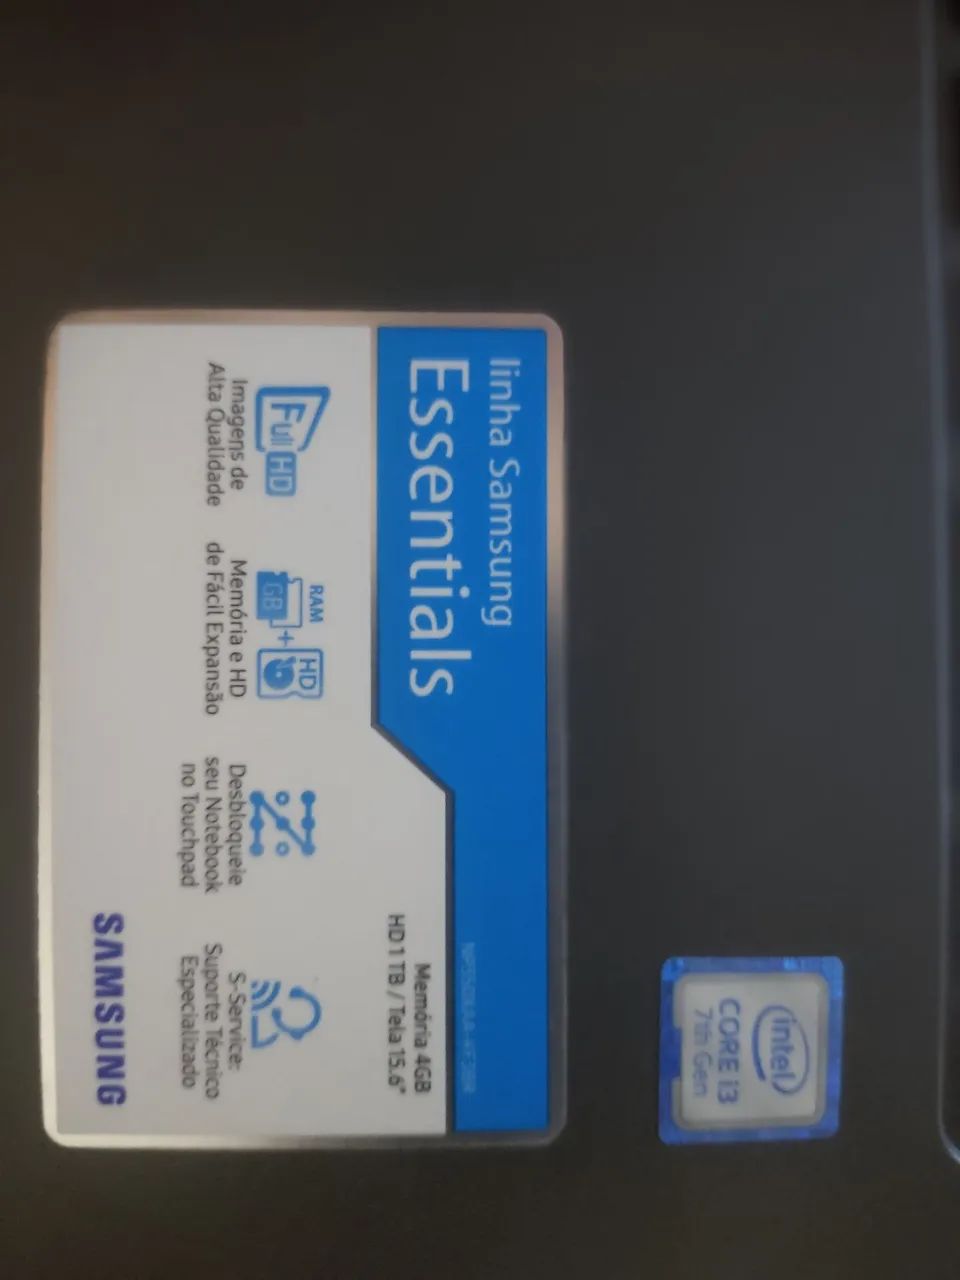 intel
CORE i3
7th Gen
linha Samsung
Essentials
Memória 4GB
HD 1 TB / Tela 15.6"
Full HD
Imagens de
Alta Qualidade
RAM
GB
+
HD
Memória e HD
de Fácil Expansão
Desbloqueie
seu Notebook
no Touchpad
S-Service:
Suporte Técnico
Especializado
SAMSUNG